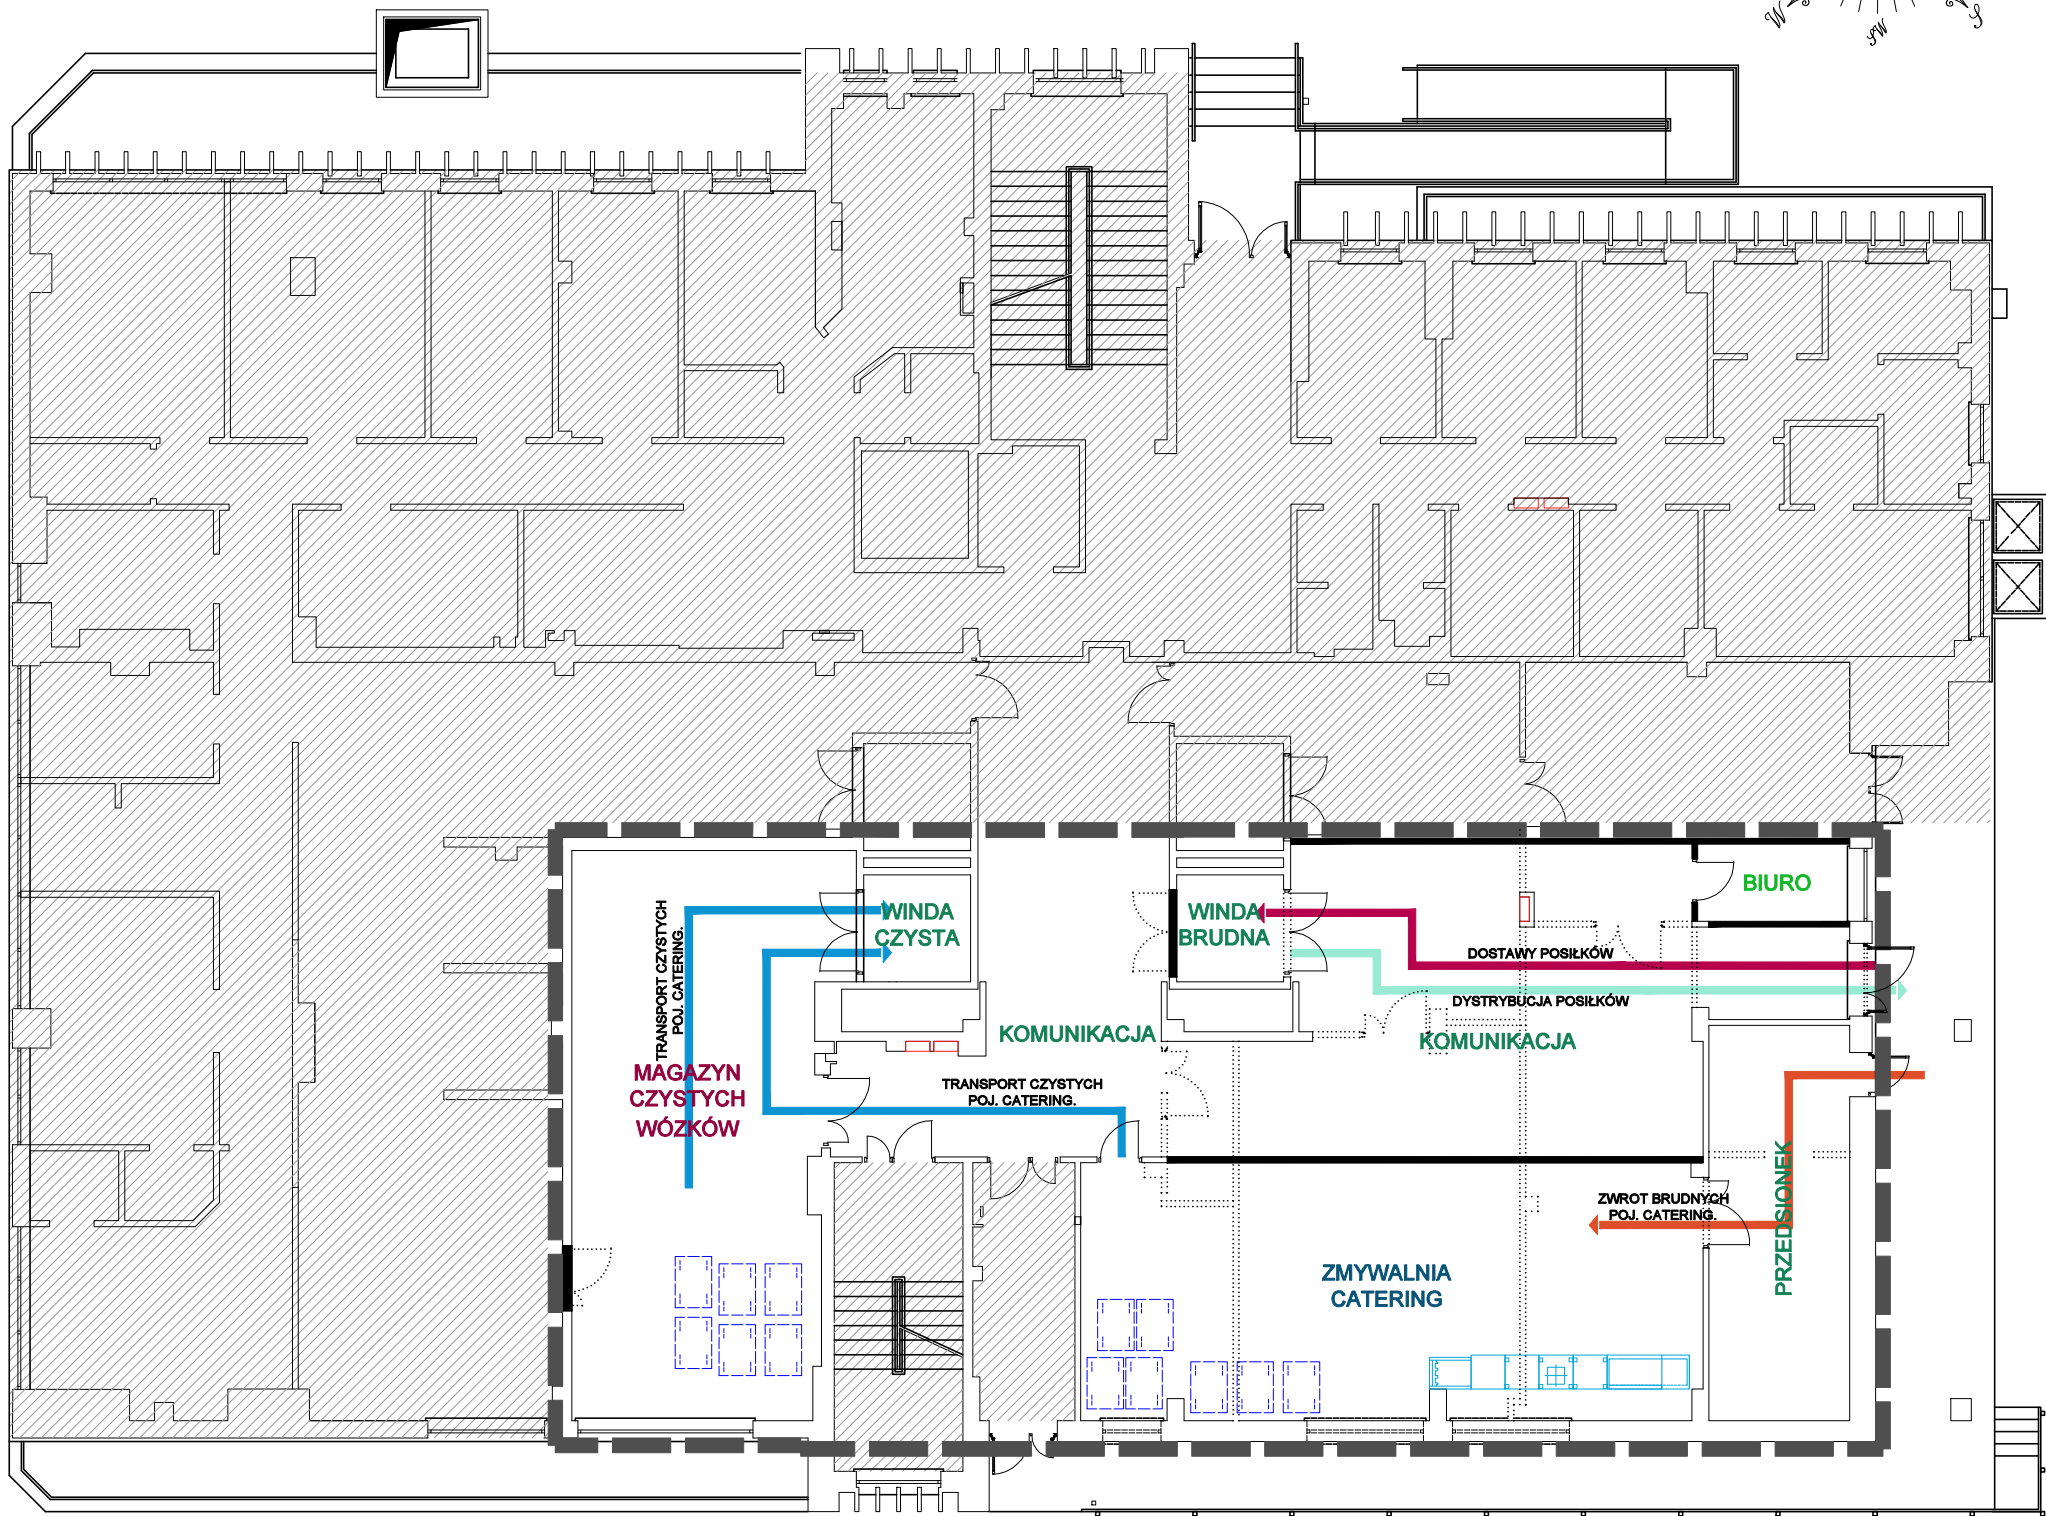 W
SW
S
BIURO
WINDA
CZYSTA
WINDA
BRUDNA
DOSTAWY POSIŁKÓW
DYSTRYBUCJA POSIŁKÓW
TRANSPORT CZYSTYCH
POJ. CATERING.
KOMUNIKACJA
KOMUNIKACJA
MAGAZYN
CZYSTYCH
WÓZKÓW
TRANSPORT CZYSTYCH
POJ. CATERING.
PRZEDSIONEK
ZWROT BRUDNYCH
POJ. CATERING.
ZMYWALNIA
CATERING